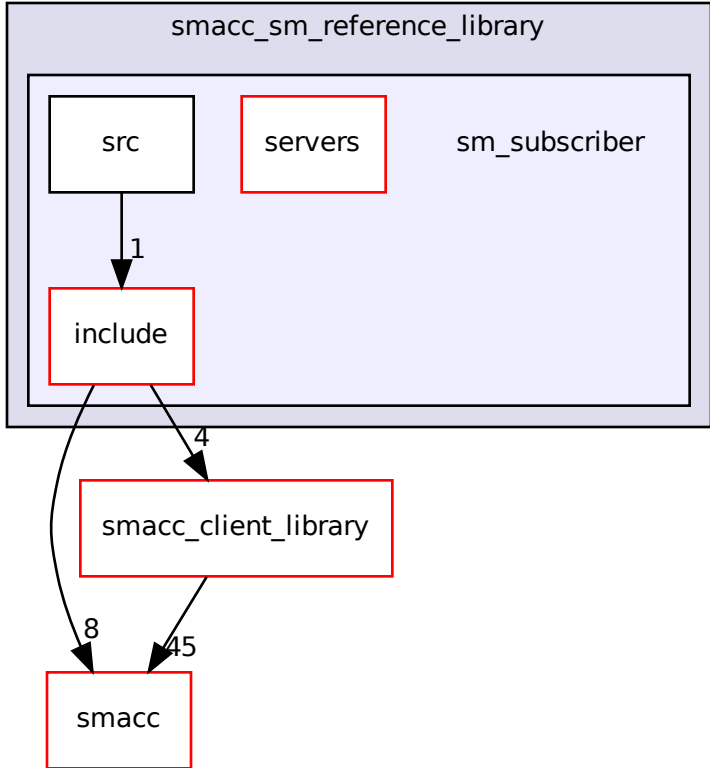 smacc_sm_reference_library
src
servers
sm_subscriber
1
include
4
smacc_client_library
8
45
smacc